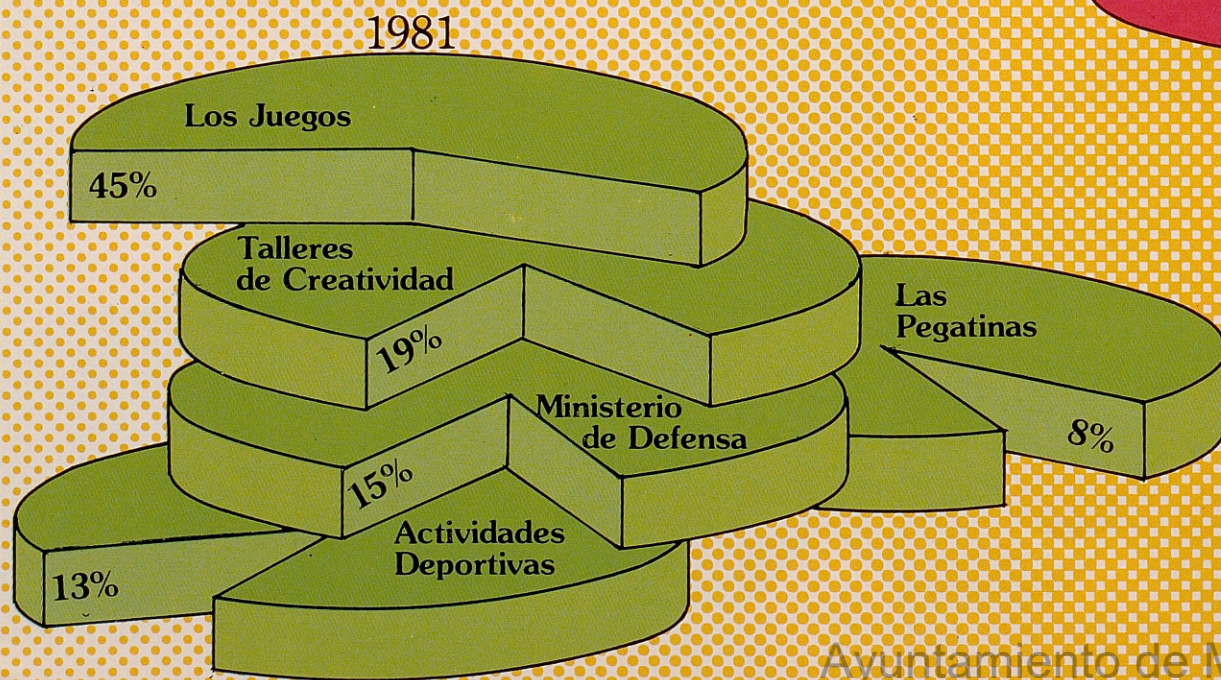 1981
Los Juegos
45%
Talleres
de Creatividad
19%
Las
Pegatinas
8%
Ministerio
de Defensa
15%
Actividades
Deportivas
13%
Ayuntamiento de